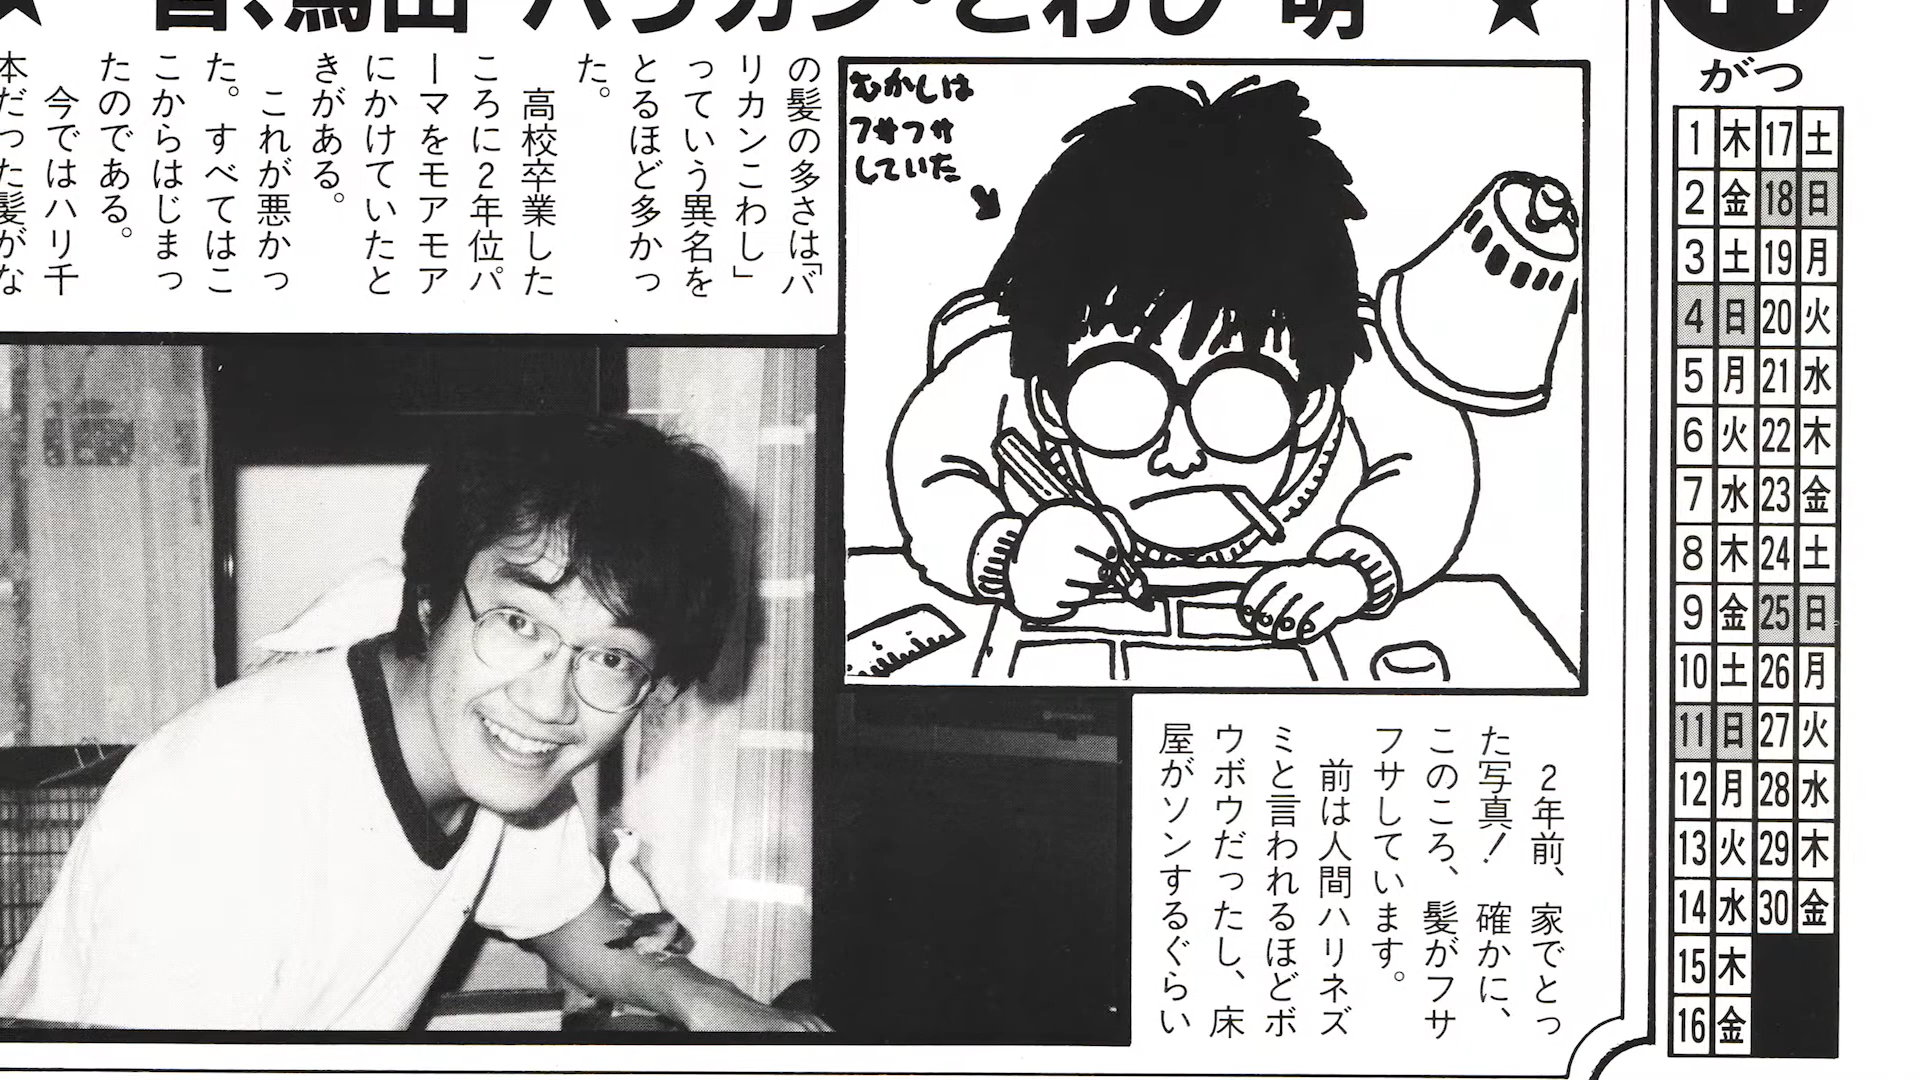 ★ 昔、鳥山“バリカン・こわし”明 ★
の髪の多さは「バ
リカンこわし」
っていう異名を
とるほど多かっ
た。
高校卒業した
ころに2年位パ
ーマをモアモア
にかけていたと
きがある。
これが悪かっ
た。すべてはこ
こからはじまっ
たのである。
今ではハリ千
本だった髪がな
むかしは
フサフサ
していた
2年前、家でとっ
た写真! 確かに、
このころ、髪がフサ
フサしています。
前は人間ハリネズ
ミと言われるほどボ
ウボウだったし、床
屋がソンするぐらい
11
がつ
1 木 17 土
2 金 18 日
3 土 19 月
4 日 20 火
5 月 21 水
6 火 22 木
7 水 23 金
8 木 24 土
9 金 25 日
10 土 26 月
11 日 27 火
12 月 28 水
13 火 29 木
14 水 30 金
15 木
16 金